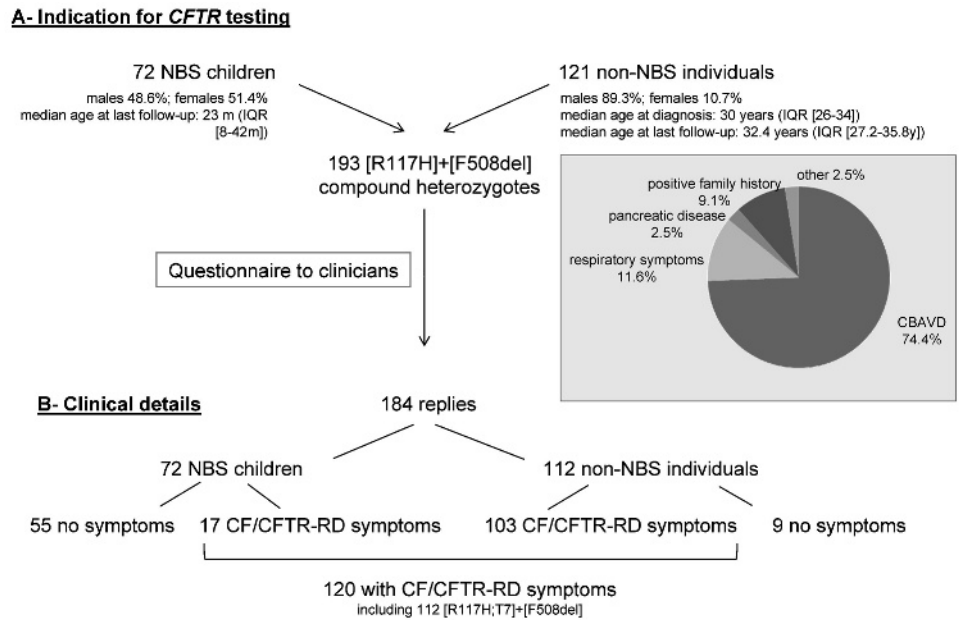 A- Indication for CFTR testing
72 NBS children
males 48.6%; females 51.4%
median age at last follow-up: 23 m (IQR
[8-42m])
121 non-NBS individuals
males 89.3%; females 10.7%
median age at diagnosis: 30 years (IQR [26-34])
median age at last follow-up: 32.4 years (IQR [27.2-35.8y])
193 [R117H]+[F508del]
compound heterozygotes
positive family history
9.1%
other 2.5%
pancreatic disease
2.5%
respiratory symptoms
11.6%
CBAVD
74.4%
Questionnaire to clinicians
B- Clinical details
184 replies
72 NBS children
112 non-NBS individuals
55 no symptoms
17 CF/CFTR-RD symptoms
103 CF/CFTR-RD symptoms
9 no symptoms
120 with CF/CFTR-RD symptoms
including 112 [R117H;T7]+[F508del]